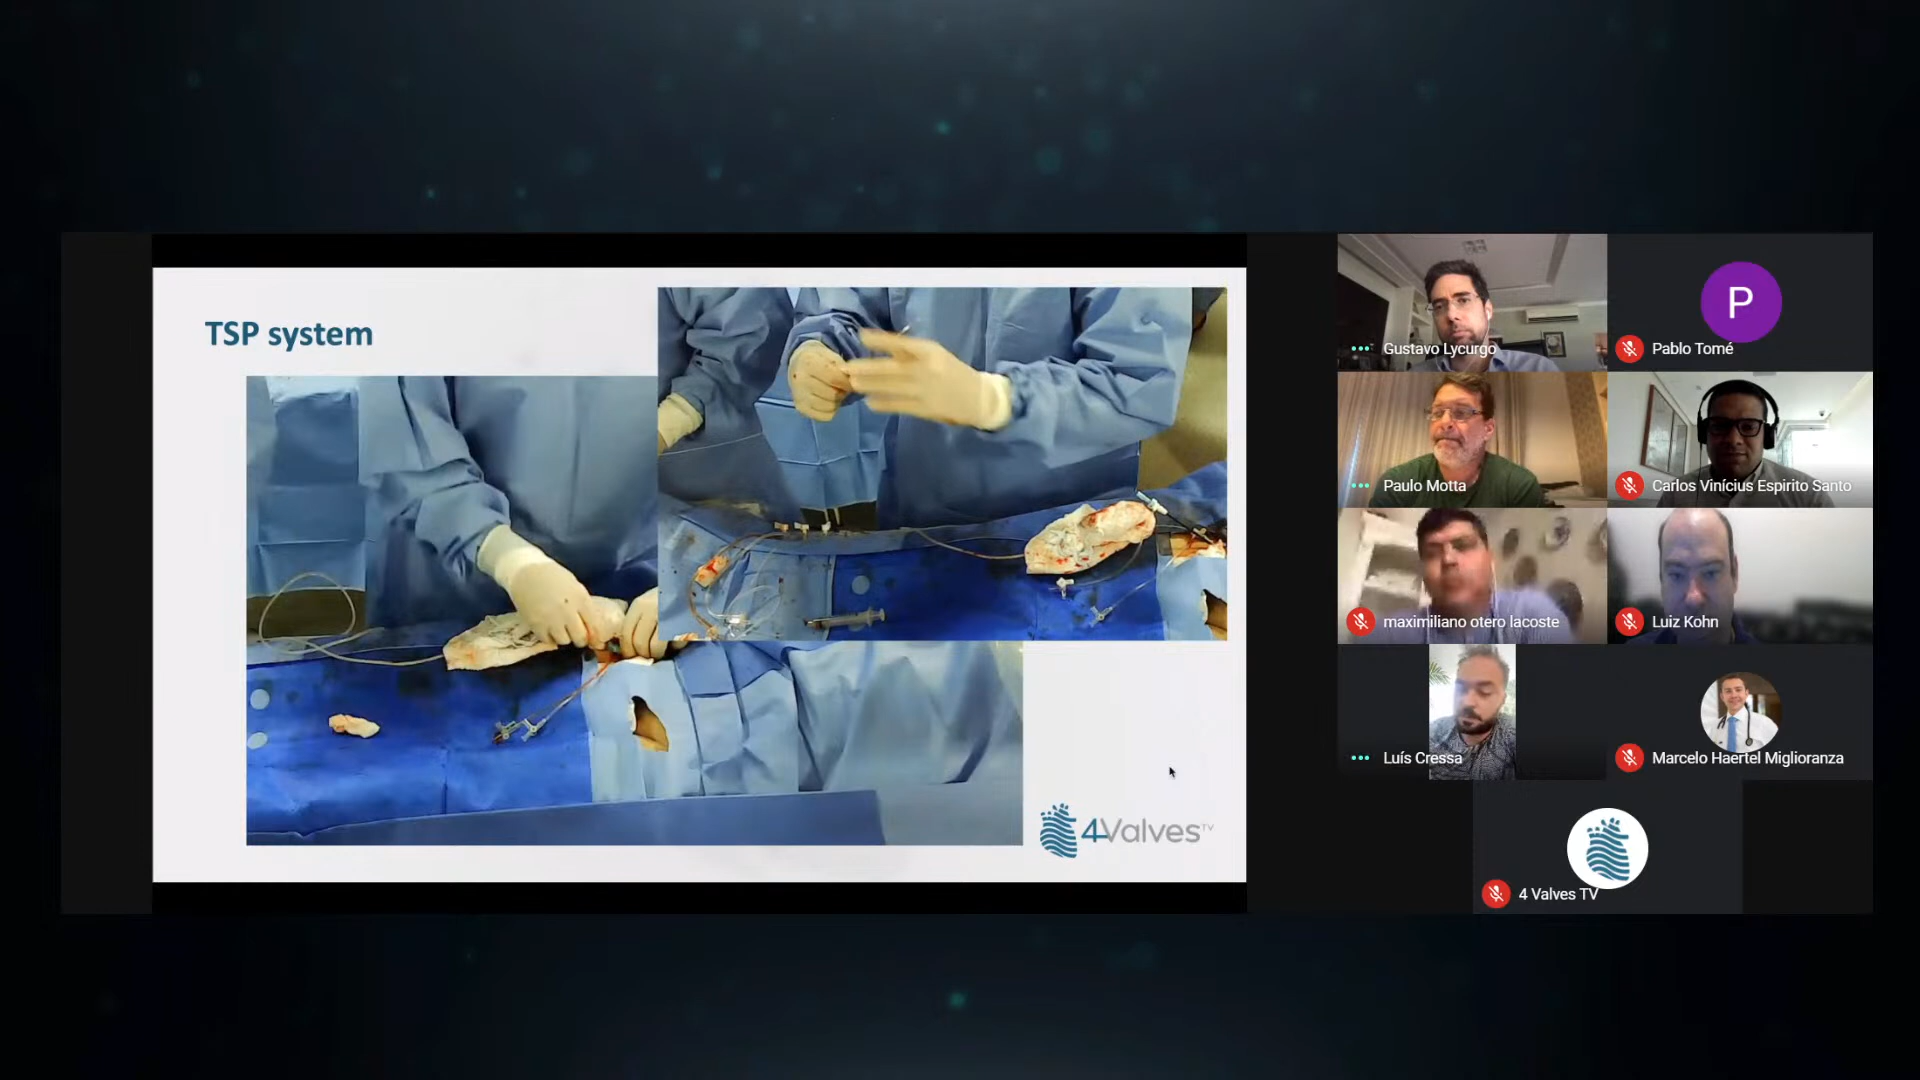 TSP system
4Valves TV
Gustavo Lycurgo
P
Pablo Tomé
Paulo Motta
Carlos Vinícius Espirito Santo
maximiliano otero lacoste
Luiz Kohn
Luís Cressa
Marcelo Haertel Miglioranza
4 Valves TV